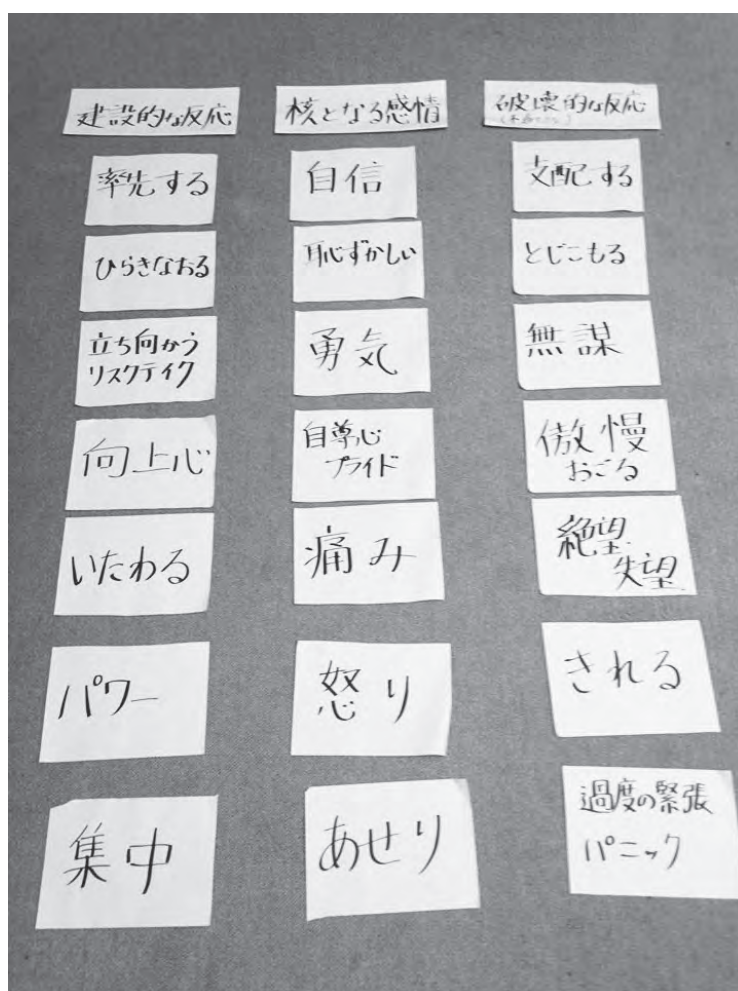 建設的な反応
核となる感情
破壊的な反応
率先する
自信
支配する
ひらきなおる
恥ずかしい
とじこもる
立ち向かう
リスクテイク
勇気
無謀
向上心
自尊心
プライド
傲慢
おごる
いたわる
痛み
絶望
失望
パワー
怒り
きれる
集中
あせり
過度の緊張
パニック